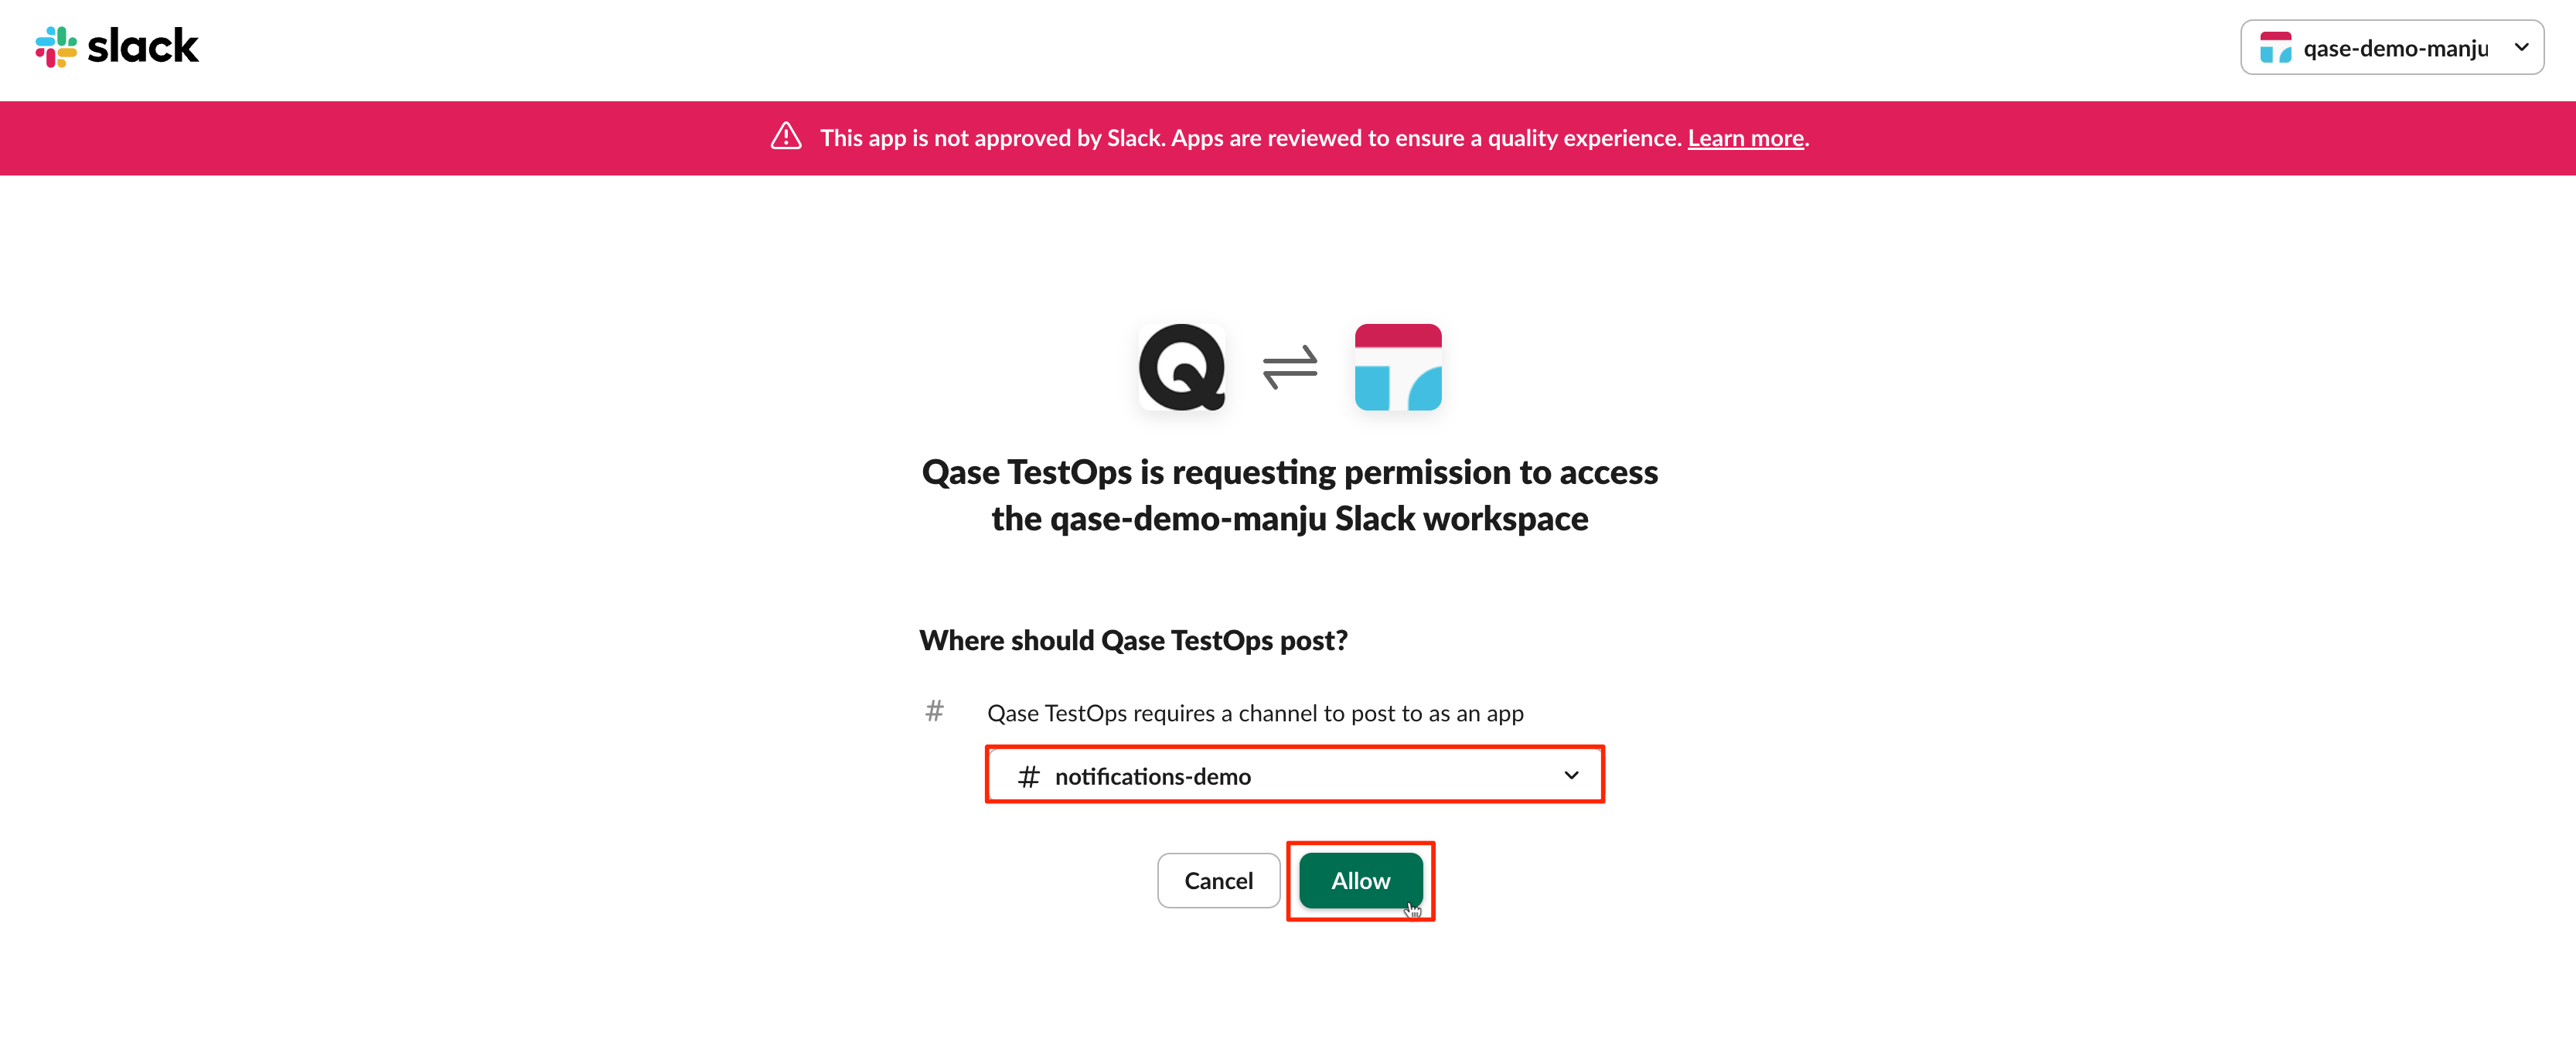 slack
qase-demo-manju
This app is not approved by Slack. Apps are reviewed to ensure a quality experience. Learn more.
Qase TestOps is requesting permission to access
the qase-demo-manju Slack workspace
Where should Qase TestOps post?
# Qase TestOps requires a channel to post to as an app
# notifications-demo
Cancel Allow